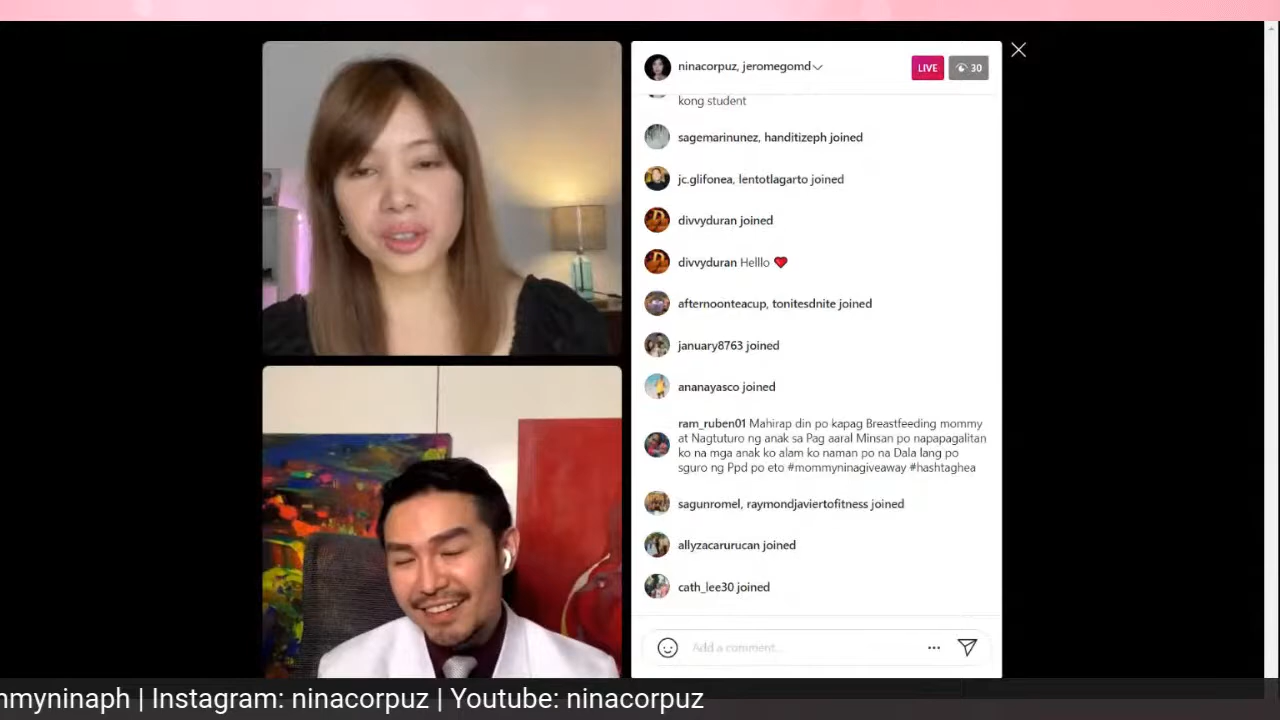 ninacorpuz, jeromegomd
LIVE
30
kong student
sagemarinunez, handitizeph joined
jc.glifonea, lentotlagarto joined
divvyduran joined
divvyduran Helllo
afternoonteacup, tonitesdnite joined
january8763 joined
ananayasco joined
ram_ruben01 Mahirap din po kapag Breastfeeding mommy
at Nagtuturo ng anak sa Pag aaral Minsan po napapagalitan
ko na mga anak ko alam ko naman po na Dala lang po
sguro ng Ppd po eto #mommyninagiveaway #hashtaghea
sagunromel, raymondjaviertofitness joined
allyzacarurucan joined
cath_lee30 joined
Add a comment...
mmyninaph | Instagram: ninacorpuz | Youtube: ninacorpuz